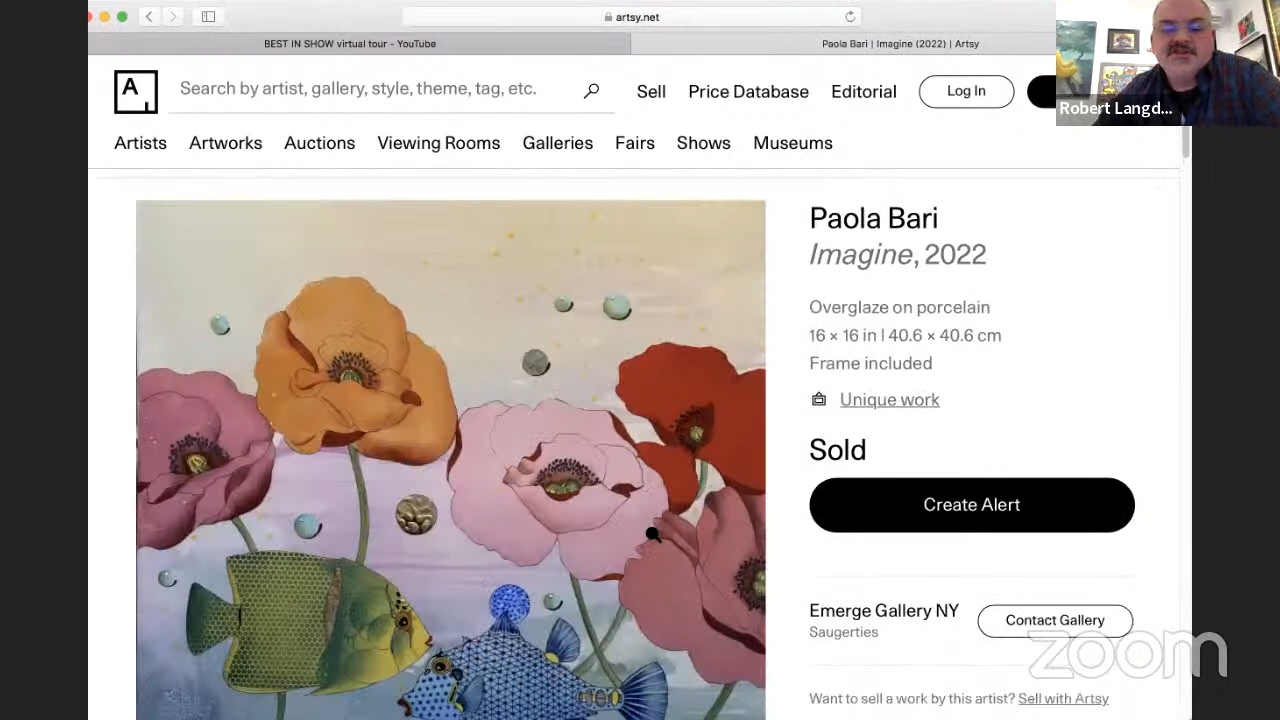 artsy.net
BEST IN SHOW virtual tour - YouTube
Paola Bari | Imagine (2022) | Artsy
Robert Langd...
A
Search by artist, gallery, style, theme, tag, etc.
Sell
Price Database
Editorial
Log In
Artists
Artworks
Auctions
Viewing Rooms
Galleries
Fairs
Shows
Museums
Paola Bari
Imagine, 2022
Overglaze on porcelain
16 × 16 in | 40.6 × 40.6 cm
Frame included
Unique work
Sold
Create Alert
Emerge Gallery NY
Saugerties
Contact Gallery
zoom
Want to sell a work by this artist? Sell with Artsy